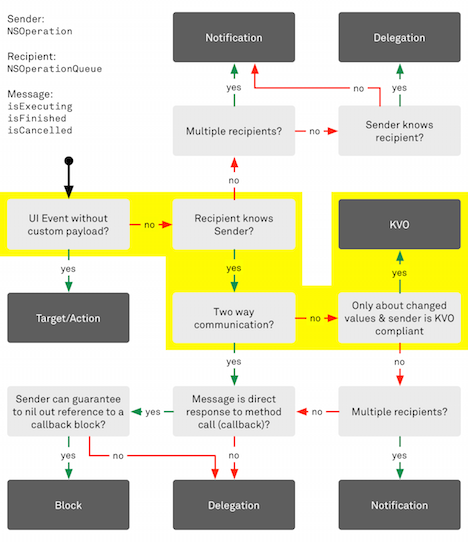 Sender:
NSOperation
Recipient:
NSOperationQueue
Message:
isExecuting
isFinished
isCancelled
Notification
Delegation
yes
no
yes
Multiple recipients?
no
Sender knows
recipient?
no
UI Event without
custom payload?
no
Recipient knows
Sender?
KVO
yes
yes
yes
Target/Action
Two way
communication?
no
Only about changed
values & sender is KVO
compliant
yes
no
Sender can guarantee
to nil out reference to a
callback block?
yes
Message is direct
response to method
call (callback)?
no
Multiple recipients?
yes
no
no
yes
Block
Delegation
Notification